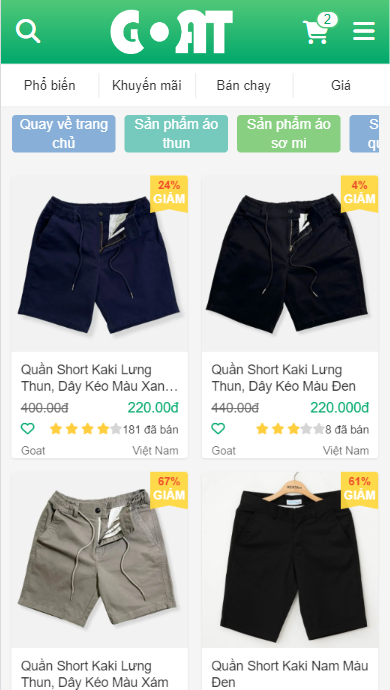 GOAT
2
Phổ biến
Khuyến mãi
Bán chạy
Giá
Quay về trang
chủ
Sản phẩm áo
thun
Sản phẩm áo
sơ mi
24%
GIẢM
4%
GIẢM
Quần Short Kaki Lưng
Thun, Dây Kéo Màu Xan...
400.00đ
220.00đ
181 đã bán
Goat
Việt Nam
Quần Short Kaki Lưng
Thun, Dây Kéo Màu Đen
440.00đ
220.000đ
8 đã bán
Goat
Việt Nam
67%
GIẢM
61%
GIẢM
Quần Short Kaki Lưng
Thun, Dây Kéo Màu Xám
Quần Short Kaki Nam Màu
Đen